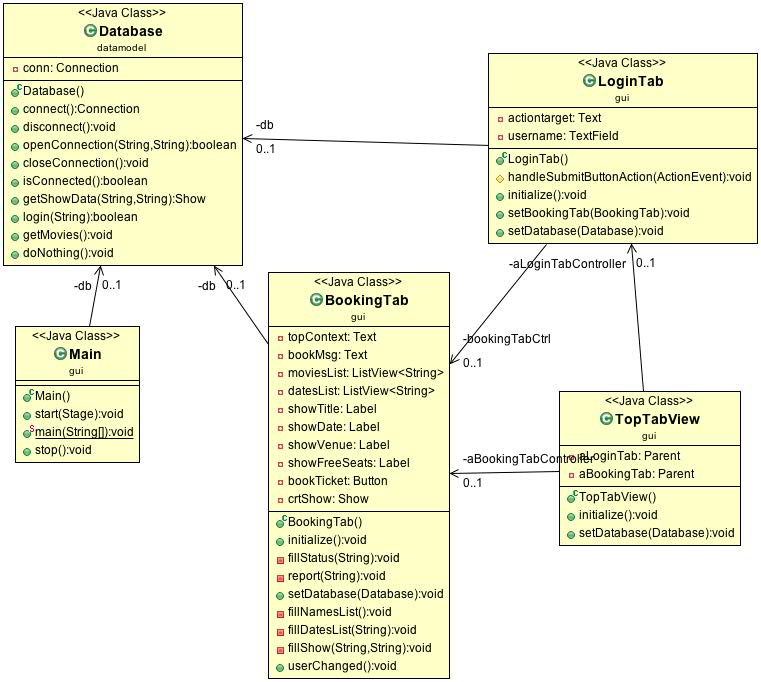 <<Java Class>>
Database
datamodel
conn: Connection
Database()
connect():Connection
disconnect():void
openConnection(String,String):boolean
closeConnection():void
isConnected():boolean
getShowData(String,String):Show
login(String):boolean
getMovies():void
doNothing():void
-db
0..1
<<Java Class>>
LoginTab
gui
actiontarget: Text
username: TextField
LoginTab()
handleSubmitButtonAction(ActionEvent):void
initialize():void
setBookingTab(BookingTab):void
setDatabase(Database):void
-db
0..1
-db
0..1
-aLoginTabController
0..1
<<Java Class>>
Main
gui
Main()
start(Stage):void
main(String[]):void
stop():void
<<Java Class>>
BookingTab
gui
topContext: Text
bookMsg: Text
moviesList: ListView<String>
datesList: ListView<String>
showTitle: Label
showDate: Label
showVenue: Label
showFreeSeats: Label
bookTicket: Button
crtShow: Show
BookingTab()
initialize():void
fillStatus(String):void
report(String):void
setDatabase(Database):void
fillNamesList():void
fillDatesList(String):void
fillShow(String,String):void
userChanged():void
-bookingTabCtrl
0..1
-aBookingTabController
0..1
<<Java Class>>
TopTabView
gui
aLoginTab: Parent
aBookingTab: Parent
TopTabView()
initialize():void
setDatabase(Database):void